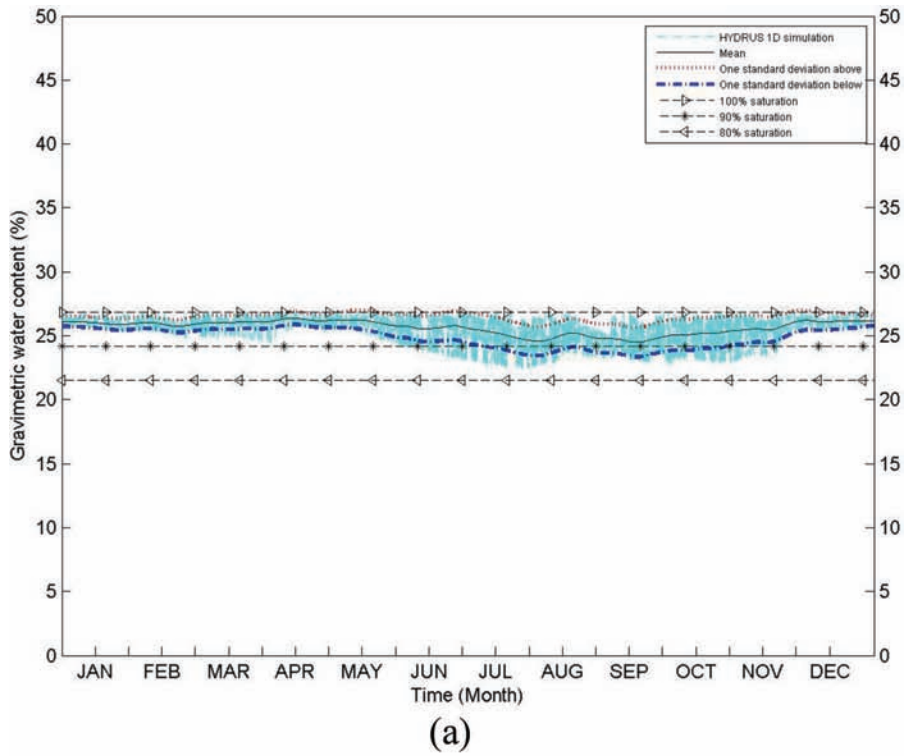 50
45
40
35
30
25
20
15
10
5
0
Gravimetric water content (%)
HYDRUS 1D simulation
Mean
One standard deviation above
One standard deviation below
100% saturation
90% saturation
80% saturation
50
45
40
35
30
25
20
15
10
5
0
JAN FEB MAR APR MAY JUN JUL AUG SEP OCT NOV DEC
Time (Month)
(a)